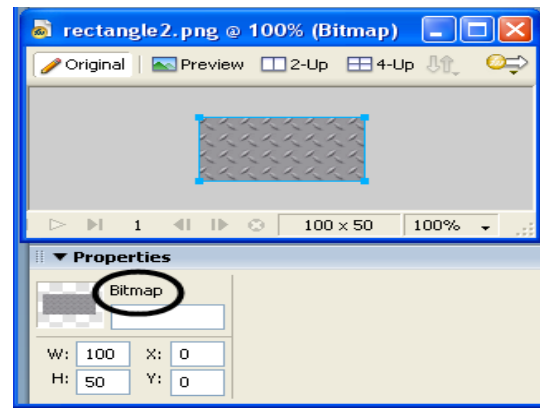 rectangle2.png @ 100% (Bitmap)
Original Preview 2-Up 4-Up
1 100 x 50 100%
Properties
Bitmap
W: 100 X: 0
H: 50 Y: 0